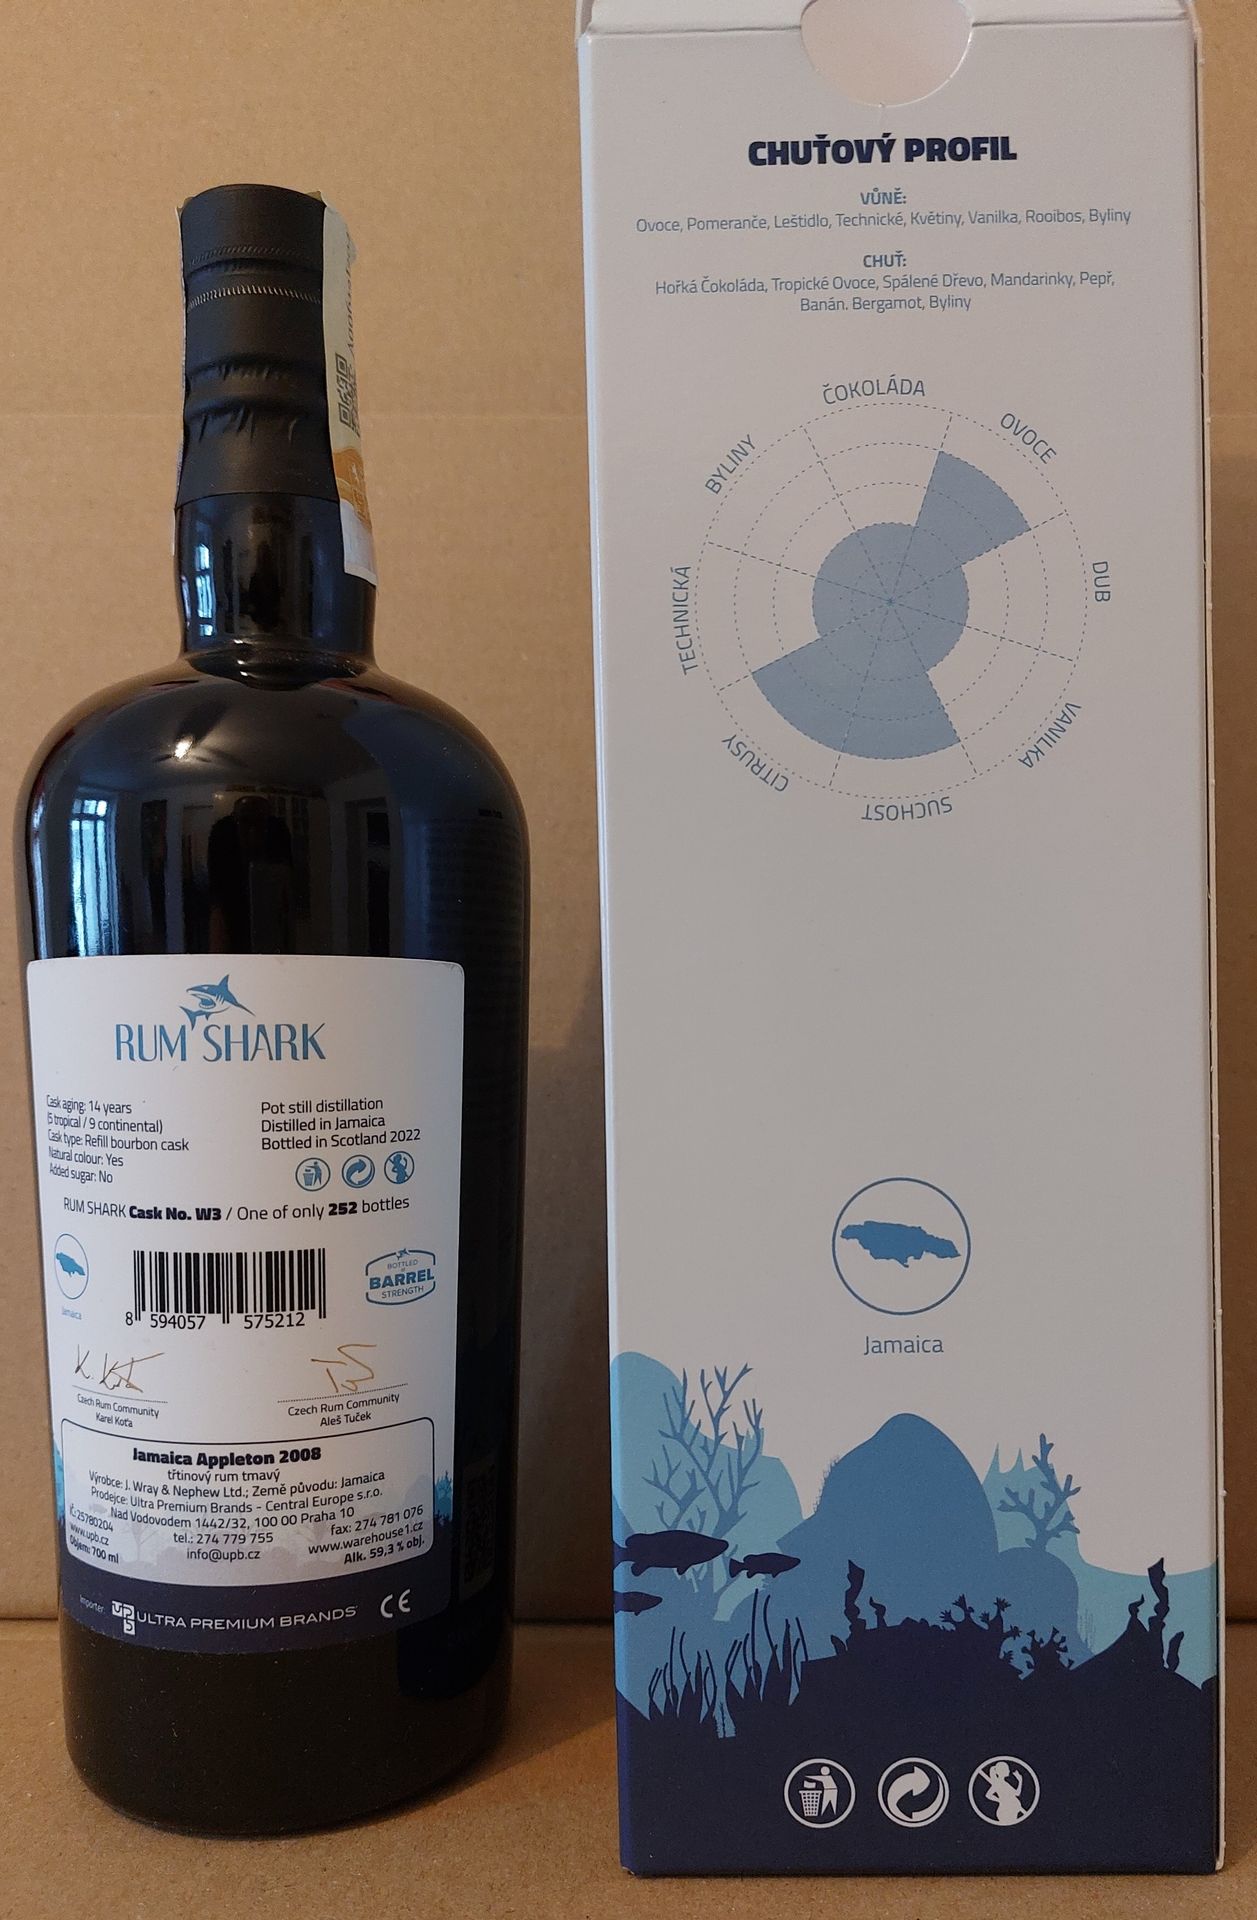 RUM SHARK
Cask aging: 14 years
(5 tropical / 9 continental)
Cask type: Refill bourbon cask
Natural colour: Yes
Added sugar: No
Pot still distillation
Distilled in Jamaica
Bottled in Scotland 2022
RUM SHARK Cask No. W3 / One of only 252 bottles
Jamaica
8 594057 575212
BOTTLED
at
BARREL
STRENGTH
Czech Rum Community
Karel Koťa
Czech Rum Community
Aleš Tuček
Jamaica Appleton 2008
třtinový rum tmavý
Výrobce: J. Wray & Nephew Ltd.; Země původu: Jamaica
Prodejce: Ultra Premium Brands - Central Europe s.r.o.
Nad Vodovodem 1442/32, 100 00 Praha 10
IČ: 25780204
tel.: 274 779 755
fax: 274 781 076
www.upb.cz
info@upb.cz
www.warehouse1.cz
Objem: 700 ml
Alk. 59,3 % obj.
Importer:
UPB
ULTRA PREMIUM BRANDS
CE
CHUŤOVÝ PROFIL
VŮNĚ:
Ovoce, Pomeranče, Leštidlo, Technické, Květiny, Vanilka, Rooibos, Byliny
CHUŤ:
Hořká Čokoláda, Tropické Ovoce, Spálené Dřevo, Mandarinky, Pepř,
Banán. Bergamot, Byliny
ČOKOLÁDA
OVOCE
DUB
VANILKA
SUCHOST
CITRUSY
TECHNICKÁ
BYLINY
Jamaica